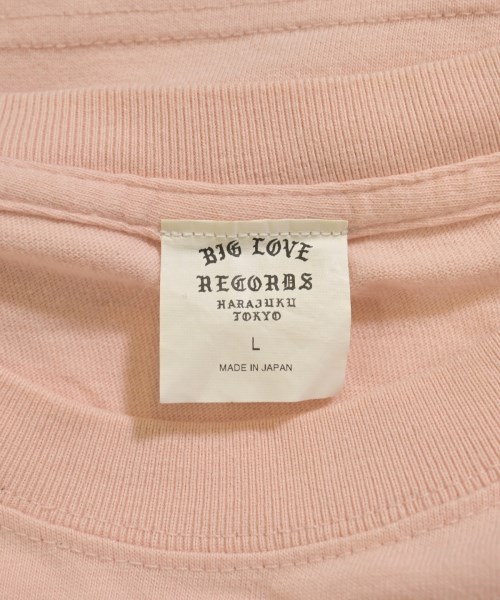 BIG LOVE
RECORDS
HARAJUKU
TOKYO
L
MADE IN JAPAN